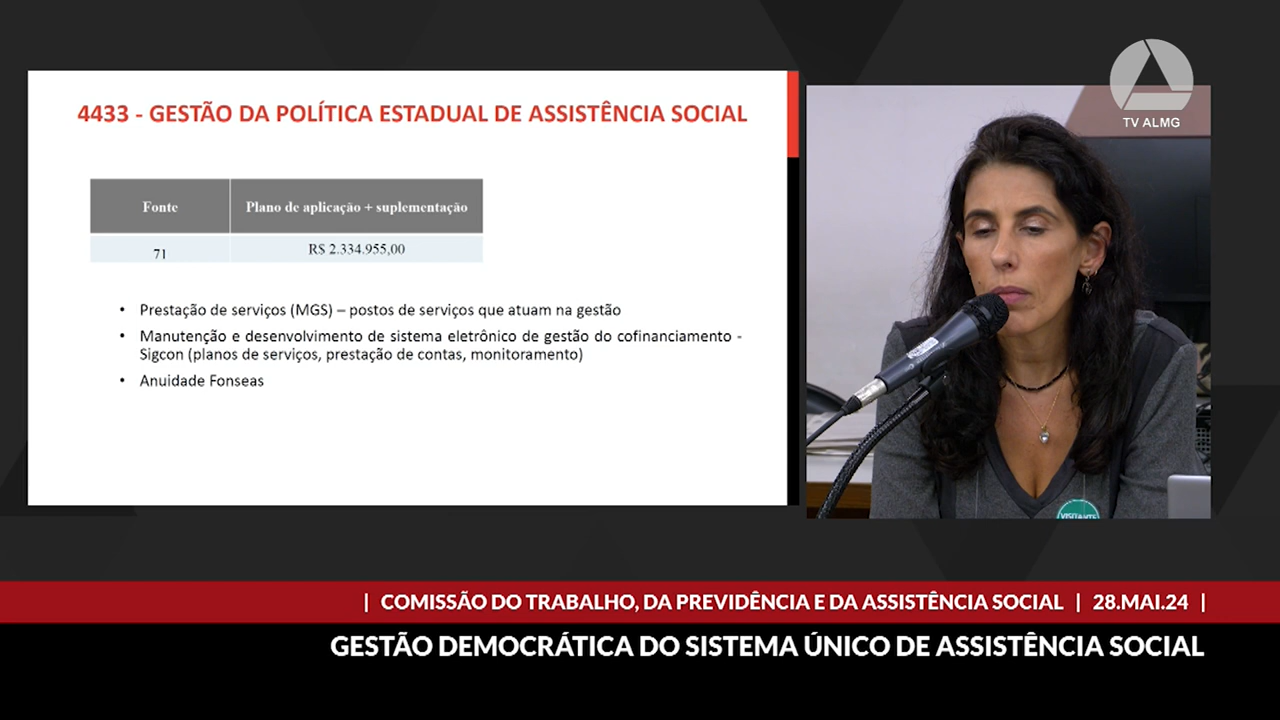 4433 - GESTÃO DA POLÍTICA ESTADUAL DE ASSISTÊNCIA SOCIAL
Fonte Plano de aplicação + suplementação
71 R$ 2.334.955,00
• Prestação de serviços (MGS) – postos de serviços que atuam na gestão
• Manutenção e desenvolvimento de sistema eletrônico de gestão do cofinanciamento -
Sigcon (planos de serviços, prestação de contas, monitoramento)
• Anuidade Fonseas
TV ALMG
VISITANTE
| COMISSÃO DO TRABALHO, DA PREVIDÊNCIA E DA ASSISTÊNCIA SOCIAL | 28.MAI.24 |
GESTÃO DEMOCRÁTICA DO SISTEMA ÚNICO DE ASSISTÊNCIA SOCIAL